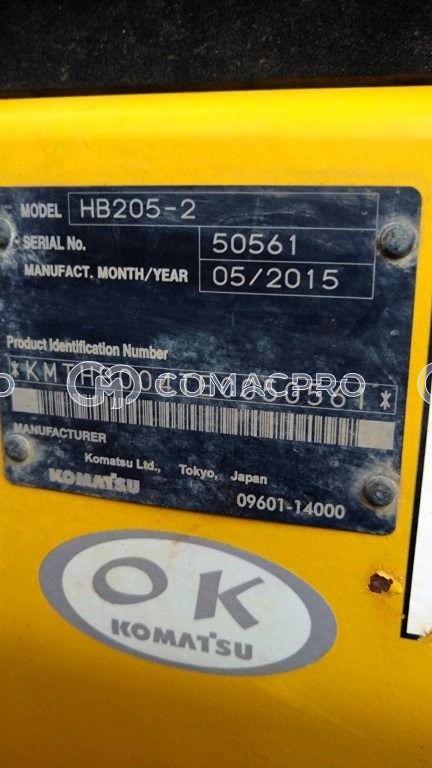 MODEL HB205-2
SERIAL No. 50561
MANUFACT. MONTH/YEAR 05/2015
Product Identification Number
COMACPRO
Komatsu Ltd., Tokyo, Japan
KOMATSU 09601-14000
OK
KOMATSU